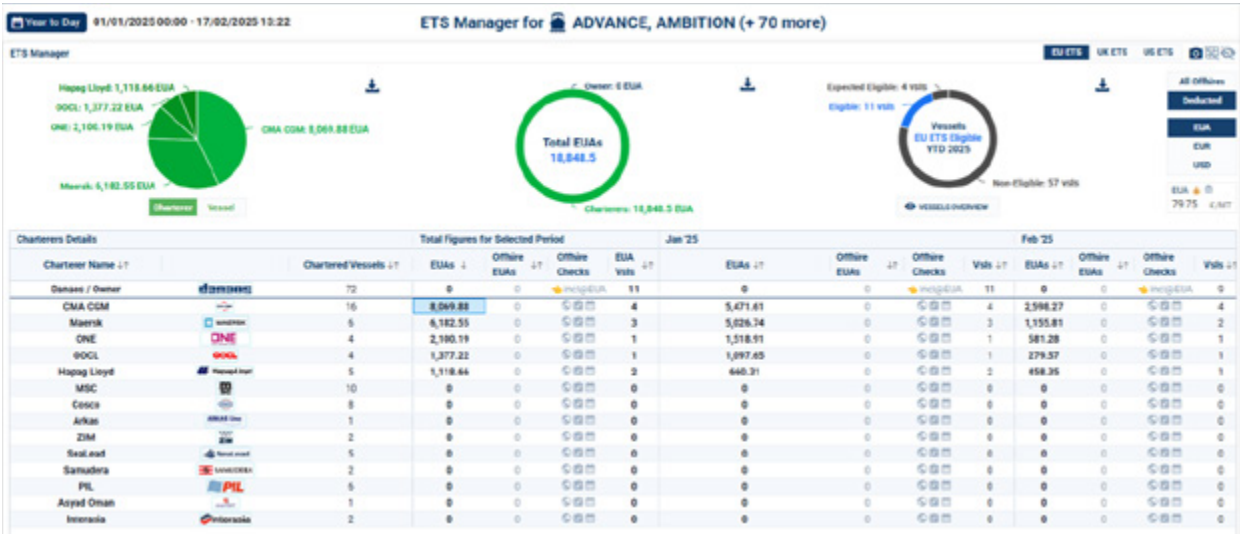 Year to Day 01/01/2025 00:00 - 17/02/2025 13:22 ETS Manager for ADVANCE, AMBITION (+ 70 more)
ETS Manager EU ETS UK ETS US ETS
Hapag Lloyd: 1,118.66 EUA
OOCL: 1,377.22 EUA
ONE: 2,100.19 EUA
CMA CGM: 8,069.88 EUA
Maersk: 6,182.55 EUA
Charterer Vessel
Owner: 0 EUA
Total EUAs
18,848.5
Charterers: 18,848.5 EUA
Expected Eligible: 4 vsls
Eligible: 11 vsls
Vessels
EU ETS Eligible
YTD 2025
Non-Eligible: 57 vsls
VESSELS OVERVIEW
All Offhires
Deducted
EUA
EUR
USD
EUA
79.75 €/MT
Charterers Details Total Figures for Selected Period Jan '25 Feb '25
Charterer Name Chartered Vessels EUAs Offhire EUAs Offhire Checks EUA Vsls EUAs Offhire EUAs Offhire Checks Vsls EUAs Offhire EUAs Offhire Checks Vsls
Danaos / Owner danaos 72 0 0 11 0 0 11 0 0 9
CMA CGM 16 8,069.88 0 4 5,471.61 0 4 2,598.27 0 4
Maersk MAERSK 6 6,182.55 0 3 5,026.74 0 3 1,155.81 0 2
ONE ONE 4 2,100.19 0 1 1,518.91 0 1 581.28 0 1
OOCL OOCL 4 1,377.22 0 1 1,097.65 0 1 279.57 0 1
Hapag Lloyd Hapag-Lloyd 5 1,118.66 0 2 660.31 0 2 458.35 0 1
MSC 10 0 0 0 0 0 0 0 0 0
Cosco 8 0 0 0 0 0 0 0 0 0
Arkas ARKAS Line 1 0 0 0 0 0 0 0 0 0
ZIM ZIM 2 0 0 0 0 0 0 0 0 0
SeaLead SeaLead 5 0 0 0 0 0 0 0 0 0
Samudera SAMUDERA 2 0 0 0 0 0 0 0 0 0
PIL PIL 6 0 0 0 0 0 0 0 0 0
Asyad Oman 1 0 0 0 0 0 0 0 0 0
Interasia Interasia 2 0 0 0 0 0 0 0 0 0